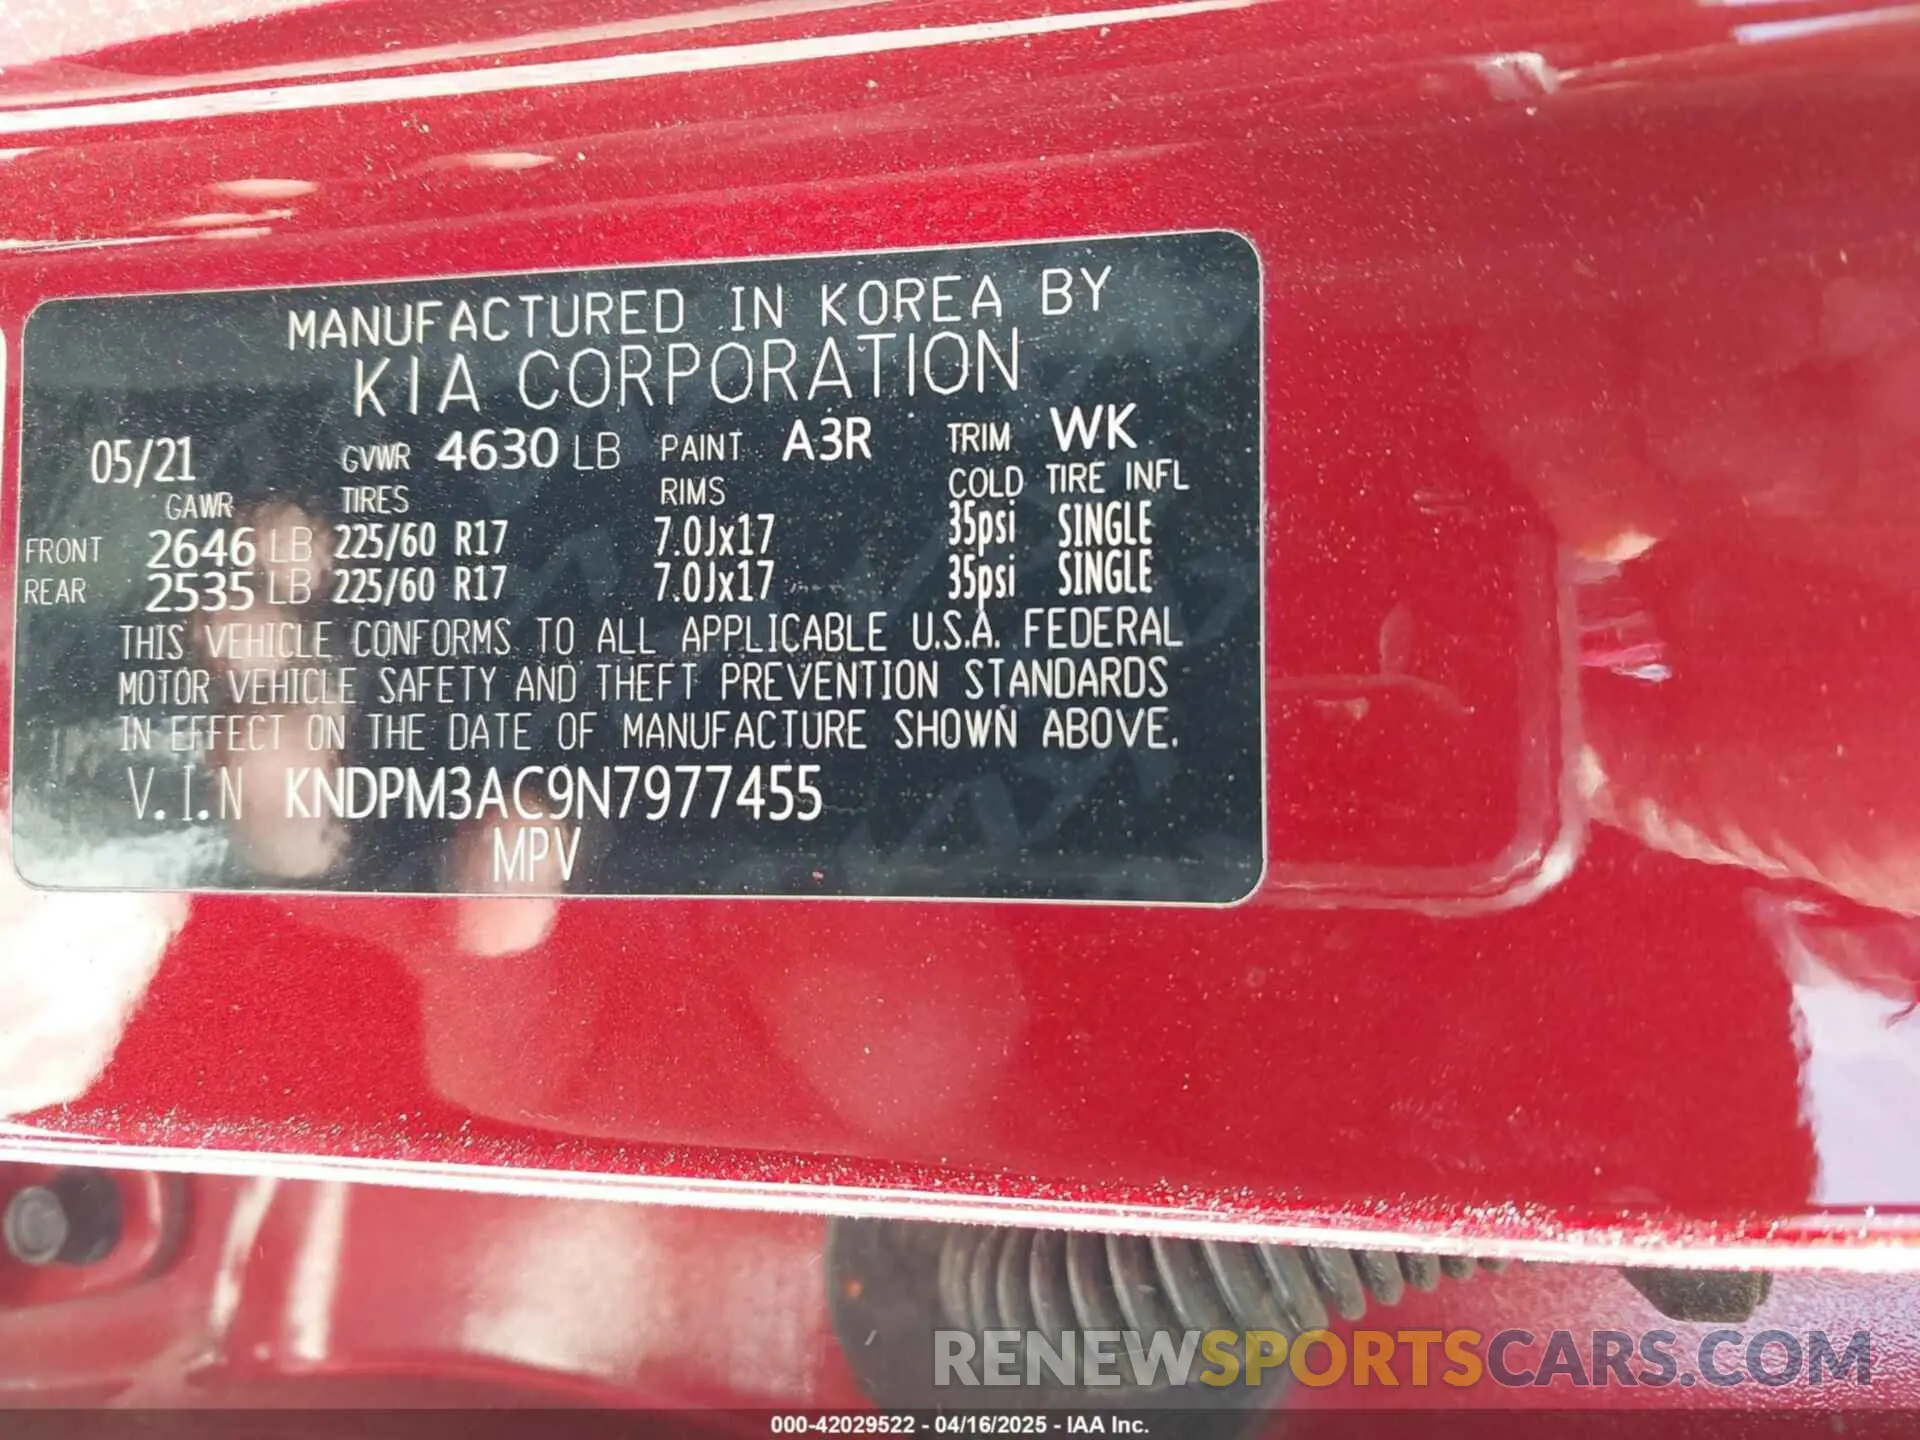 MANUFACTURED IN KOREA BY
KIA CORPORATION
05/21 GVWR 4630 LB PAINT A3R TRIM WK
GAWR TIRES RIMS COLD TIRE INFL
FRONT 2646 LB 225/60 R17 7.0Jx17 35psi SINGLE
REAR 2535 LB 225/60 R17 7.0Jx17 35psi SINGLE
THIS VEHICLE CONFORMS TO ALL APPLICABLE U.S.A. FEDERAL
MOTOR VEHICLE SAFETY AND THEFT PREVENTION STANDARDS
IN EFFECT ON THE DATE OF MANUFACTURE SHOWN ABOVE.
V.I.N KNDPM3AC9N7977455
MPV
RENEWSPORTSCARS.COM
000-42029522 - 04/16/2025 - IAA Inc.